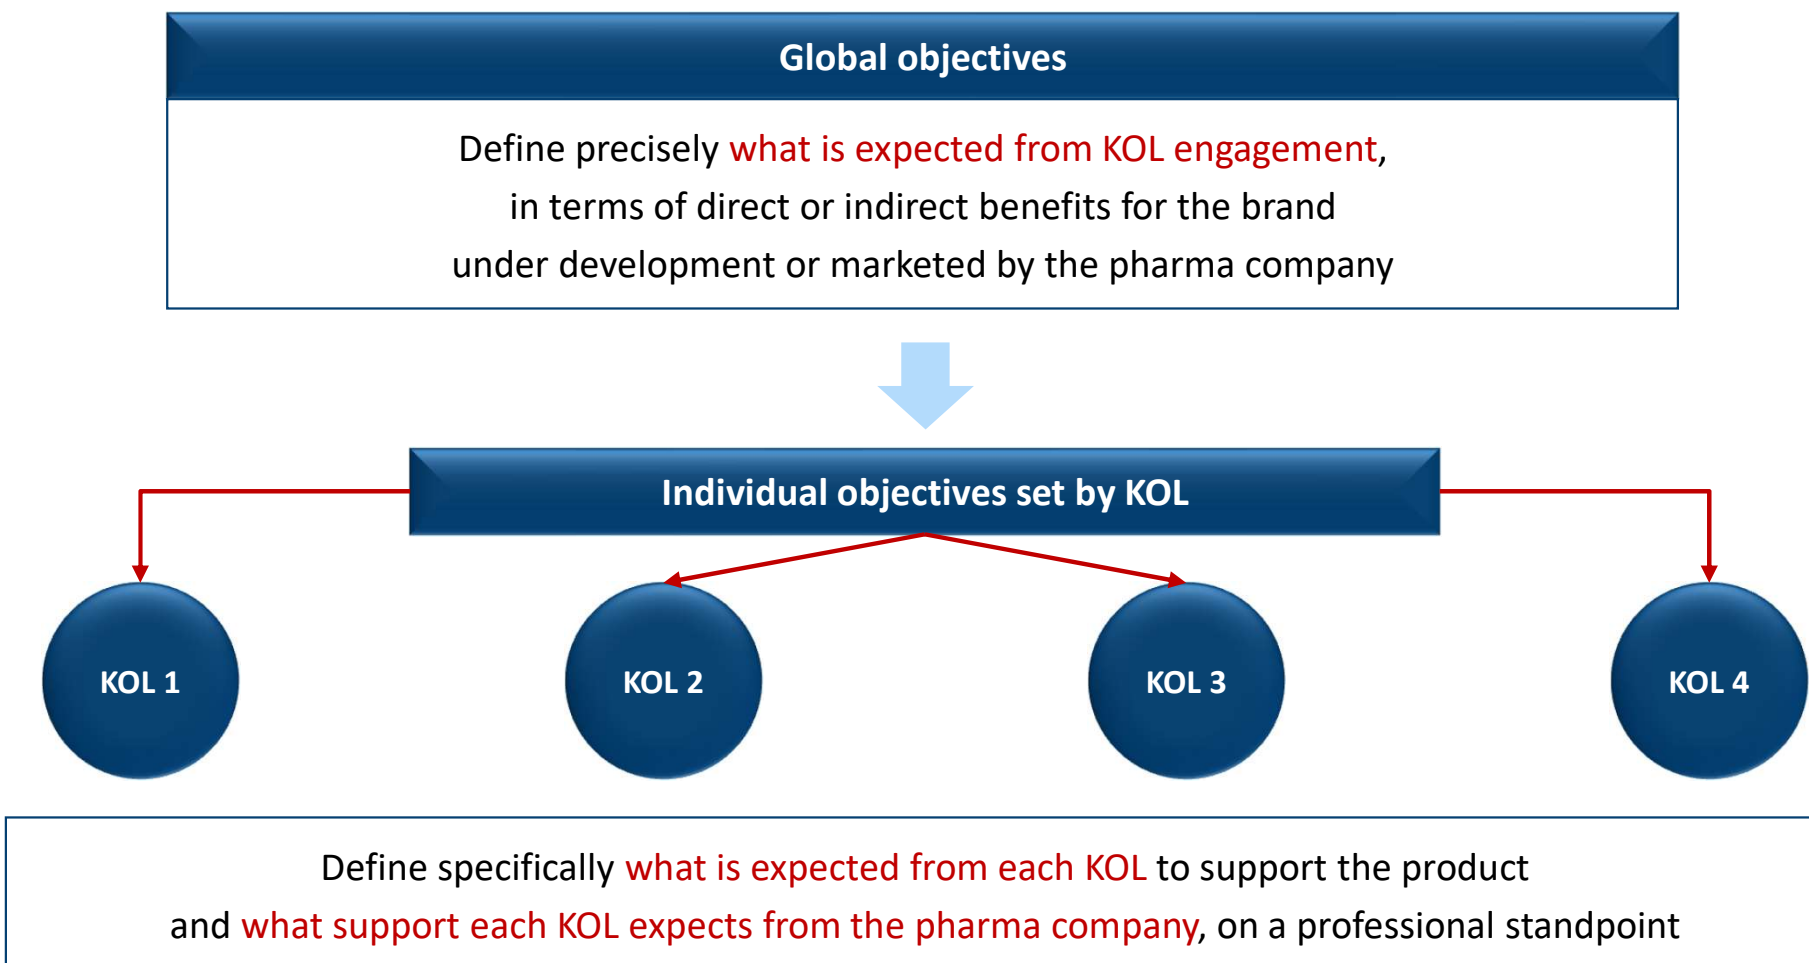 Global objectives
Define precisely what is expected from KOL engagement,
in terms of direct or indirect benefits for the brand
under development or marketed by the pharma company
Individual objectives set by KOL
KOL 1
KOL 2
KOL 3
KOL 4
Define specifically what is expected from each KOL to support the product
and what support each KOL expects from the pharma company, on a professional standpoint